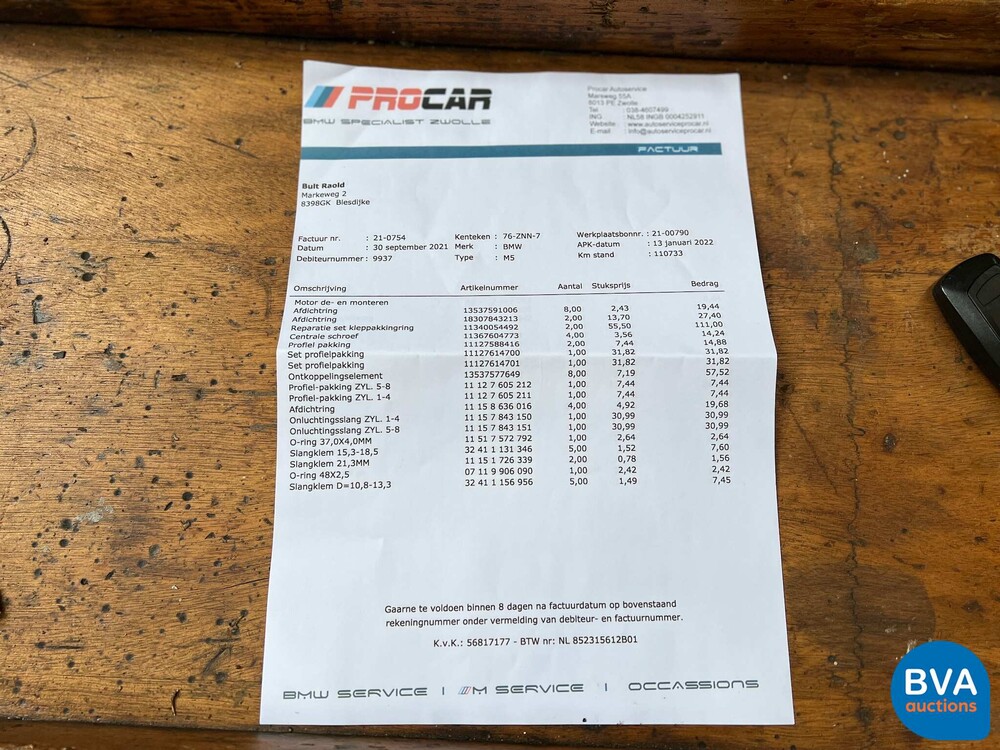 PROCAR
BMW SPECIALIST ZWOLLE
Procar Autoservice
Marsweg 55A
8013 PE Zwolle
Tel : 038-4607499
ING : NL58 INGB 0004252911
Website : www.autoserviceprocar.nl
E-mail : info@autoserviceprocar.nl
FACTUUR
Bult Raold
Markeweg 2
8398GK Blesdijke
Factuur nr. : 21-0754 Kenteken : 76-ZNN-7 Werkplaatsbonnr. : 21-00790
Datum : 30 september 2021 Merk : BMW APK-datum : 13 januari 2022
Debiteurnummer : 9937 Type : M5 Km stand : 110733
Omschrijving Artikelnummer Aantal Stuksprijs Bedrag
Motor de- en monteren
Afdichtring 13537591006 8,00 2,43 19,44
Afdichtring 18307843213 2,00 13,70 27,40
Reparatie set kleppakkingring 11340054492 2,00 55,50 111,00
Centrale schroef 11367604773 4,00 3,56 14,24
Profiel pakking 11127588416 2,00 7,44 14,88
Set profielpakking 11127614700 1,00 31,82 31,82
Set profielpakking 11127614701 1,00 31,82 31,82
Ontkoppelingselement 13537577649 8,00 7,19 57,52
Profiel-pakking ZYL. 5-8 11 12 7 605 212 1,00 7,44 7,44
Profiel-pakking ZYL. 1-4 11 12 7 605 211 1,00 7,44 7,44
Afdichtring 11 15 8 636 016 4,00 4,92 19,68
Onluchtingsslang ZYL. 1-4 11 15 7 843 150 1,00 30,99 30,99
Onluchtingsslang ZYL. 5-8 11 15 7 843 151 1,00 30,99 30,99
O-ring 37,0X4,0MM 11 51 7 572 792 1,00 2,64 2,64
Slangklem 15,3-18,5 32 41 1 131 346 5,00 1,52 7,60
Slangklem 21,3MM 11 15 1 726 339 2,00 0,78 1,56
O-ring 48X2,5 07 11 9 906 090 1,00 2,42 2,42
Slangklem D=10,8-13,3 32 41 1 156 956 5,00 1,49 7,45
Gaarne te voldoen binnen 8 dagen na factuurdatum op bovenstaand
rekeningnummer onder vermelding van debiteur- en factuurnummer.
K.v.K.: 56817177 - BTW nr: NL 852315612B01
BMW SERVICE | M SERVICE | OCCASSIONS
BVA
auctions